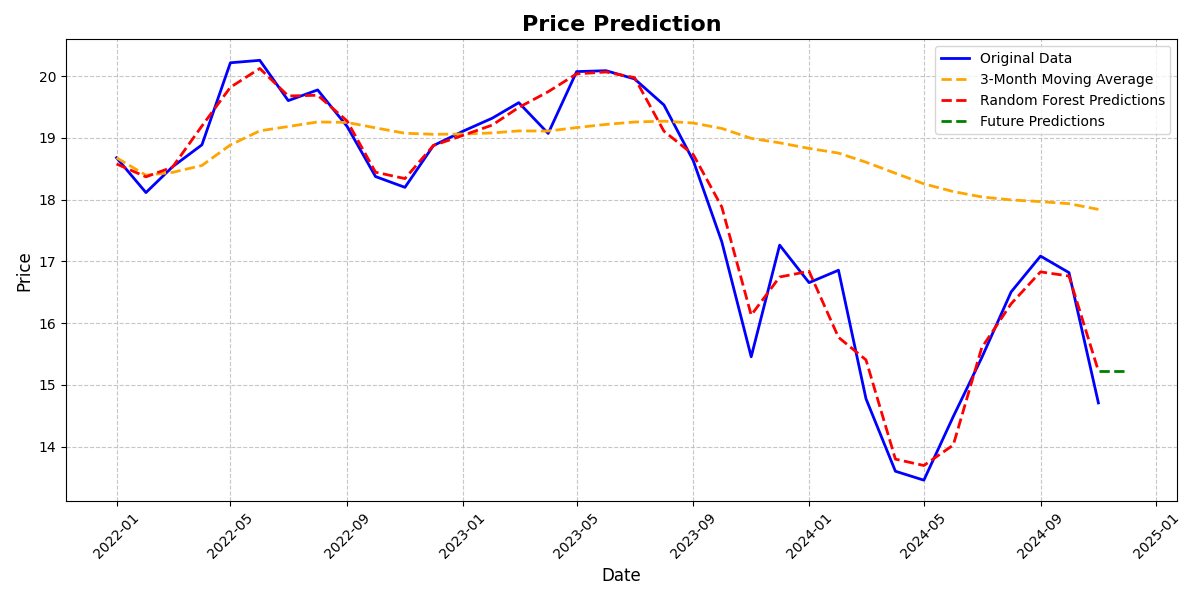 Price Prediction
Original Data
3-Month Moving Average
Random Forest Predictions
Future Predictions
Price
20
19
18
17
16
15
14
2022-01
2022-05
2022-09
2023-01
2023-05
2023-09
2024-01
2024-05
2024-09
2025-01
Date